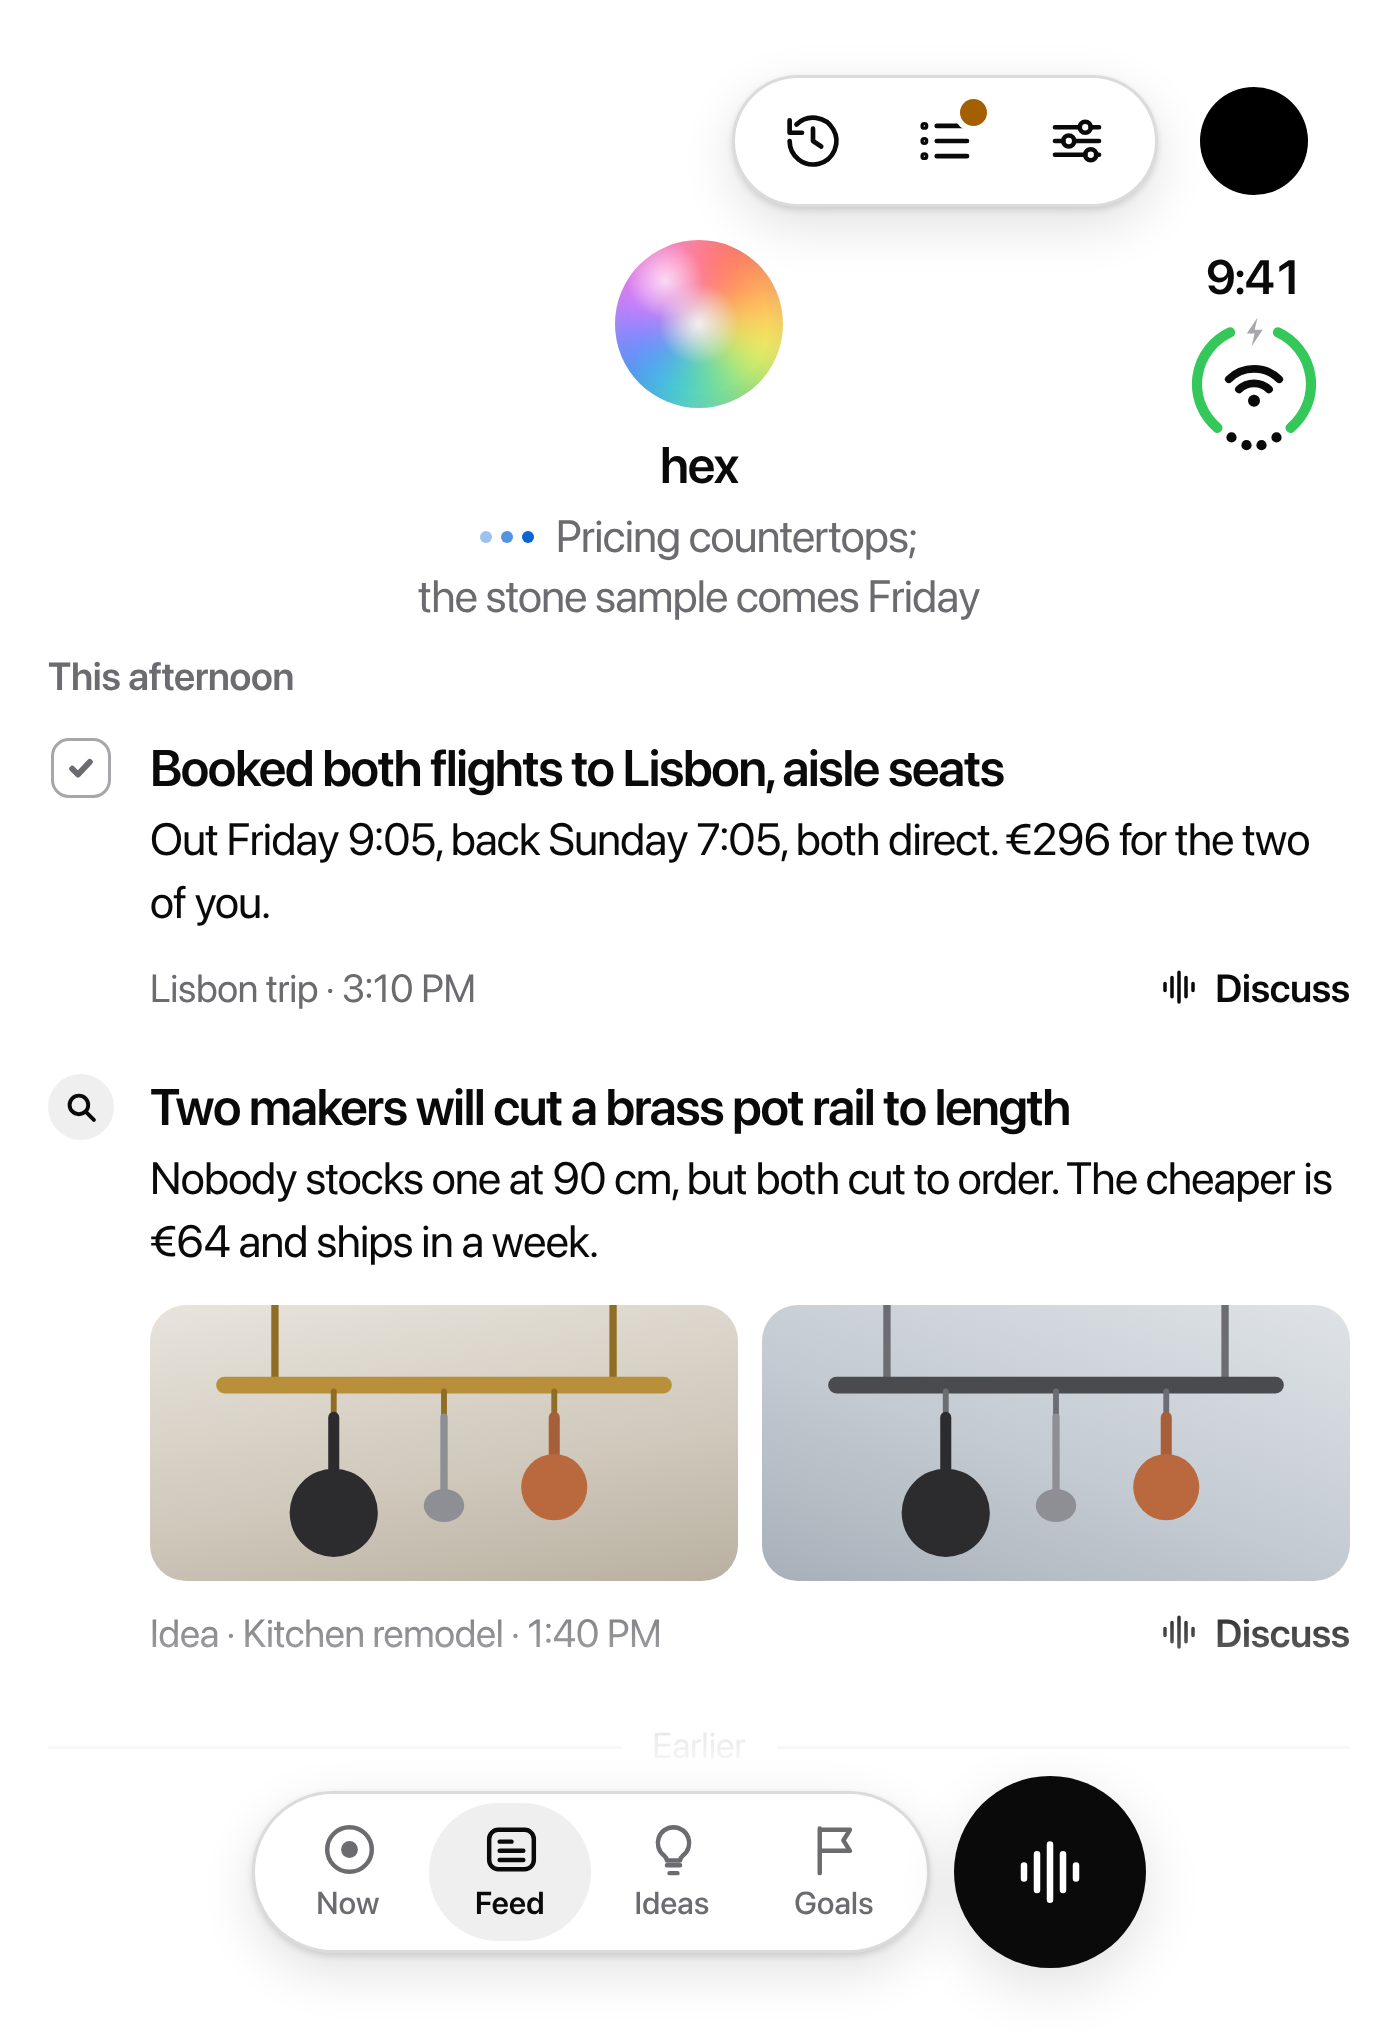 9:41
hex
Pricing countertops;
the stone sample comes Friday
This afternoon
Booked both flights to Lisbon, aisle seats
Out Friday 9:05, back Sunday 7:05, both direct. €296 for the two
of you.
Lisbon trip · 3:10 PM
Discuss
Two makers will cut a brass pot rail to length
Nobody stocks one at 90 cm, but both cut to order. The cheaper is
€64 and ships in a week.
Idea · Kitchen remodel · 1:40 PM
Discuss
Earlier
Now
Feed
Ideas
Goals